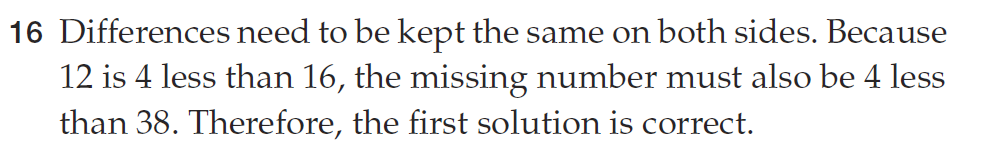 16 Differences need to be kept the same on both sides. Because
12 is 4 less than 16, the missing number must also be 4 less
than 38. Therefore, the first solution is correct.